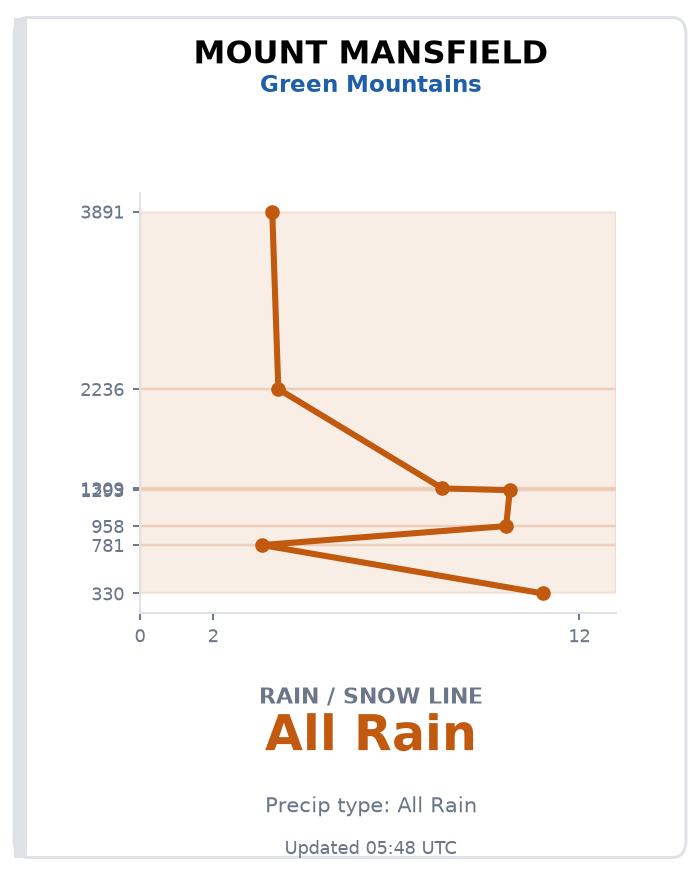 MOUNT MANSFIELD
Green Mountains
3891
2236
958
781
330
0 2 12
RAIN / SNOW LINE
All Rain
Precip type: All Rain
Updated 05:48 UTC